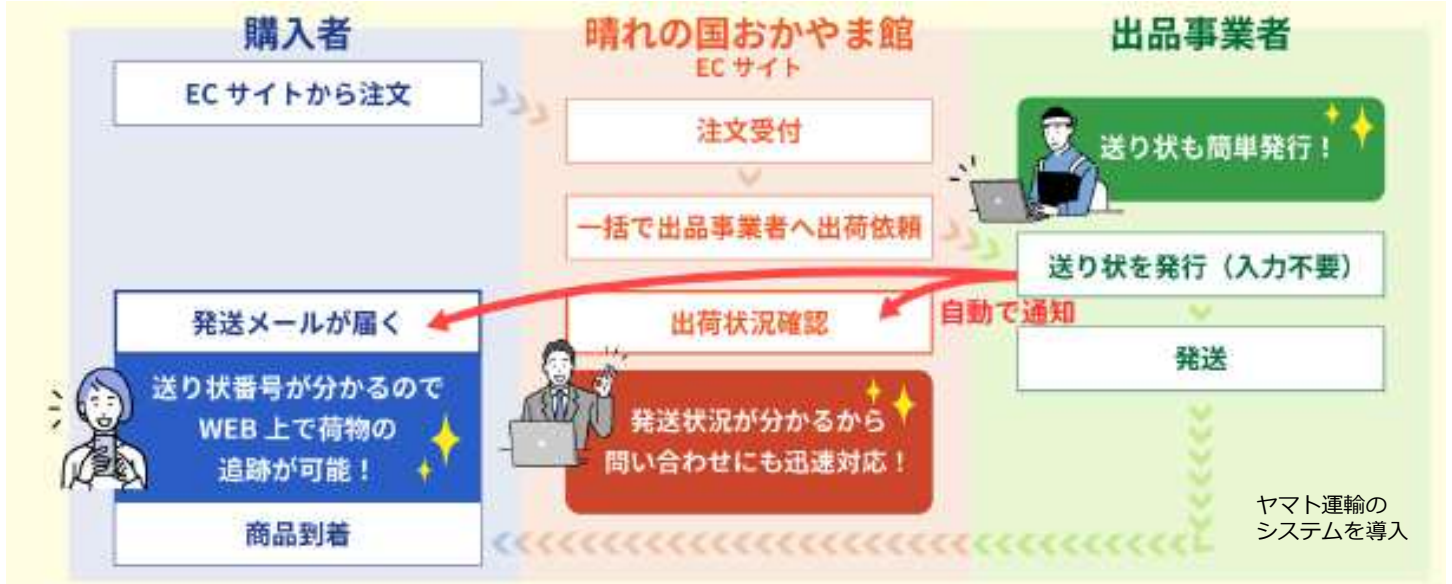 購入者
ECサイトから注文
発送メールが届く
送り状番号が分かるので
WEB上で荷物の
追跡が可能！
商品到着
晴れの国おかやま館
ECサイト
注文受付
一括で出品事業者へ出荷依頼
出荷状況確認
発送状況が分かるから
問い合わせにも迅速対応！
出品事業者
送り状も簡単発行！
送り状を発行（入力不要）
自動で通知
発送
ヤマト運輸の
システムを導入